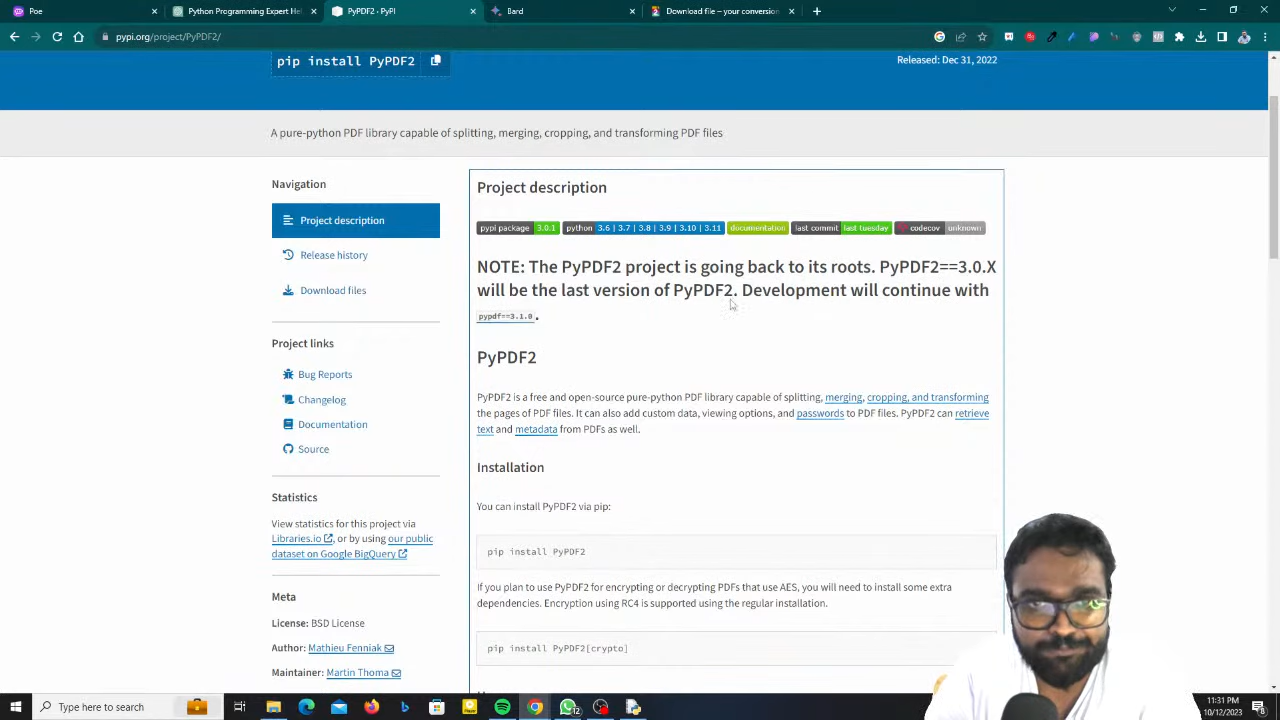 Poe
Python Programming Expert Hel
PyPDF2 · PyPI
Bard
Download file – your conversion
pypi.org/project/PyPDF2/
pip install PyPDF2
Released: Dec 31, 2022
A pure-python PDF library capable of splitting, merging, cropping, and transforming PDF files
Navigation
Project description
Release history
Download files
Project links
Bug Reports
Changelog
Documentation
Source
Statistics
View statistics for this project via
Libraries.io, or by using our public
dataset on Google BigQuery
Meta
License: BSD License
Author: Mathieu Fenniak
Maintainer: Martin Thoma
Project description
pypi package 3.0.1 python 3.6 | 3.7 | 3.8 | 3.9 | 3.10 | 3.11 documentation last commit last tuesday codecov unknown
NOTE: The PyPDF2 project is going back to its roots. PyPDF2==3.0.X
will be the last version of PyPDF2. Development will continue with
pypdf==3.1.0.
PyPDF2
PyPDF2 is a free and open-source pure-python PDF library capable of splitting, merging, cropping, and transforming
the pages of PDF files. It can also add custom data, viewing options, and passwords to PDF files. PyPDF2 can retrieve
text and metadata from PDFs as well.
Installation
You can install PyPDF2 via pip:
pip install PyPDF2
If you plan to use PyPDF2 for encrypting or decrypting PDFs that use AES, you will need to install some extra
dependencies. Encryption using RC4 is supported using the regular installation.
pip install PyPDF2[crypto]
Type here to search
11:31 PM
10/12/2023